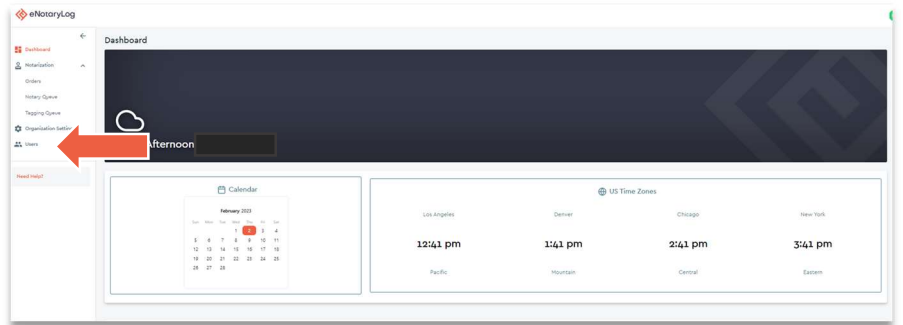 eNotaryLog
Dashboard
Notarization
Orders
Notary Queue
Tagging Queue
Organization Settin
Users
Need Help?
Dashboard
Afternoon
Calendar
February 2023
Sun Mon Tue Wed Thu Fri Sat
1 2 3 4
5 6 7 8 9 10 11
12 13 14 15 16 17 18
19 20 21 22 23 24 25
26 27 28
US Time Zones
Los Angeles Denver Chicago New York
12:41 pm 1:41 pm 2:41 pm 3:41 pm
Pacific Mountain Central Eastern